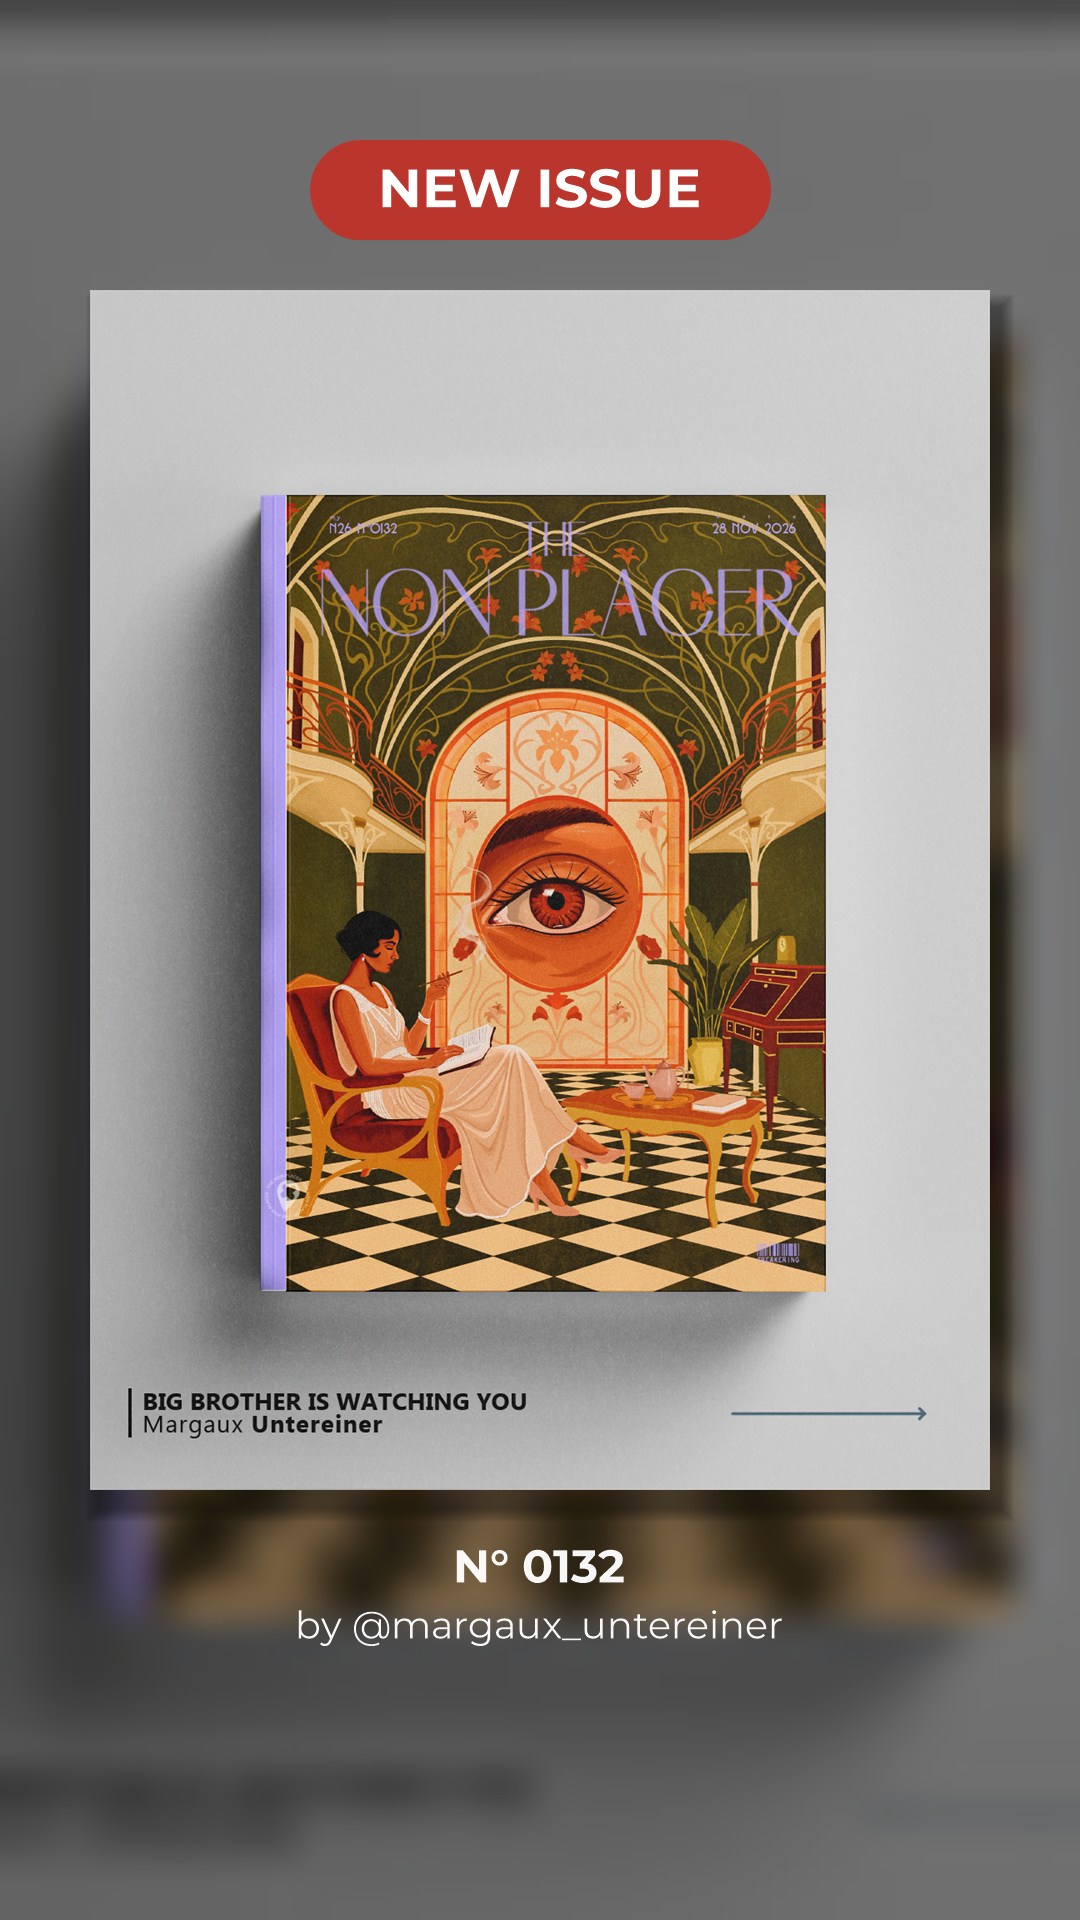 NEW ISSUE
N26 N°0132
28 NOV 2026
THE
NON PLACER
BIG BROTHER IS WATCHING YOU
Margaux Untereiner
N° 0132
by @margaux_untereiner